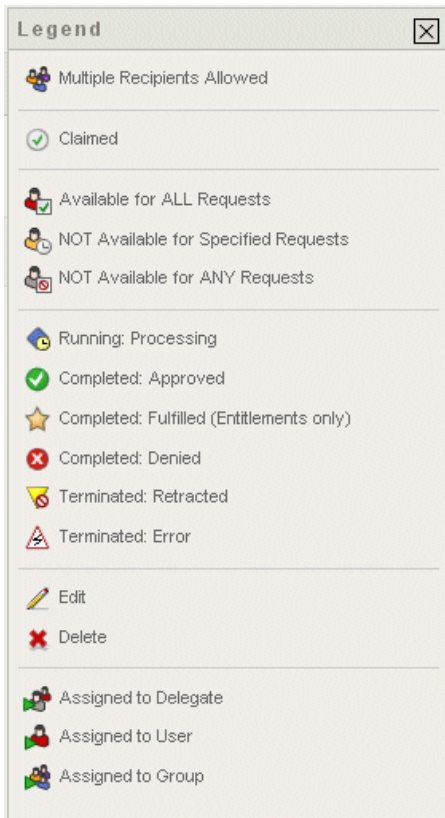 Legend
Multiple Recipients Allowed
Claimed
Available for ALL Requests
NOT Available for Specified Requests
NOT Available for ANY Requests
Running: Processing
Completed: Approved
Completed: Fulfilled (Entitlements only)
Completed: Denied
Terminated: Retracted
Terminated: Error
Edit
Delete
Assigned to Delegate
Assigned to User
Assigned to Group